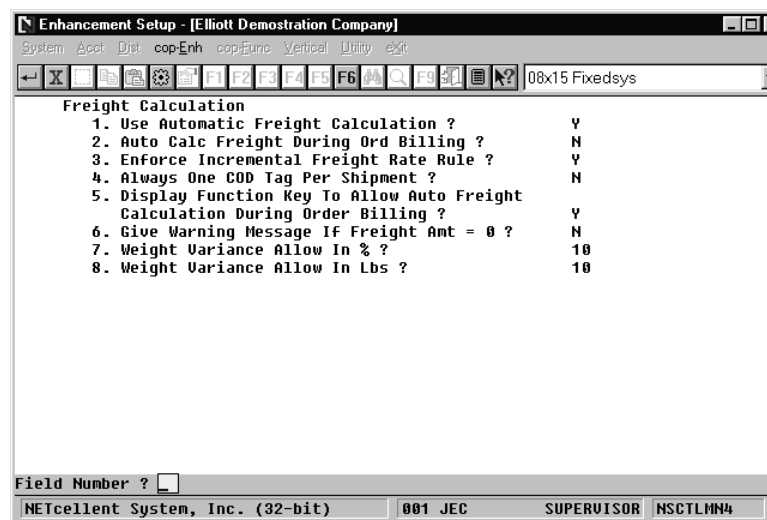 Enhancement Setup - [Elliott Demostration Company]
System Acct Dist cop-Enh cop-Func Vertical Utility eXit
X F1 F2 F3 F4 F5 F6 F9 08x15 Fixedsys
Freight Calculation
1. Use Automatic Freight Calculation ? Y
2. Auto Calc Freight During Ord Billing ? N
3. Enforce Incremental Freight Rate Rule ? Y
4. Always One COD Tag Per Shipment ? N
5. Display Function Key To Allow Auto Freight
Calculation During Order Billing ? Y
6. Give Warning Message If Freight Amt = 0 ? N
7. Weight Variance Allow In % ? 10
8. Weight Variance Allow In Lbs ? 10
Field Number ? _
NETcellent System, Inc. (32-bit) 001 JEC SUPERVISOR NSCTLMN4